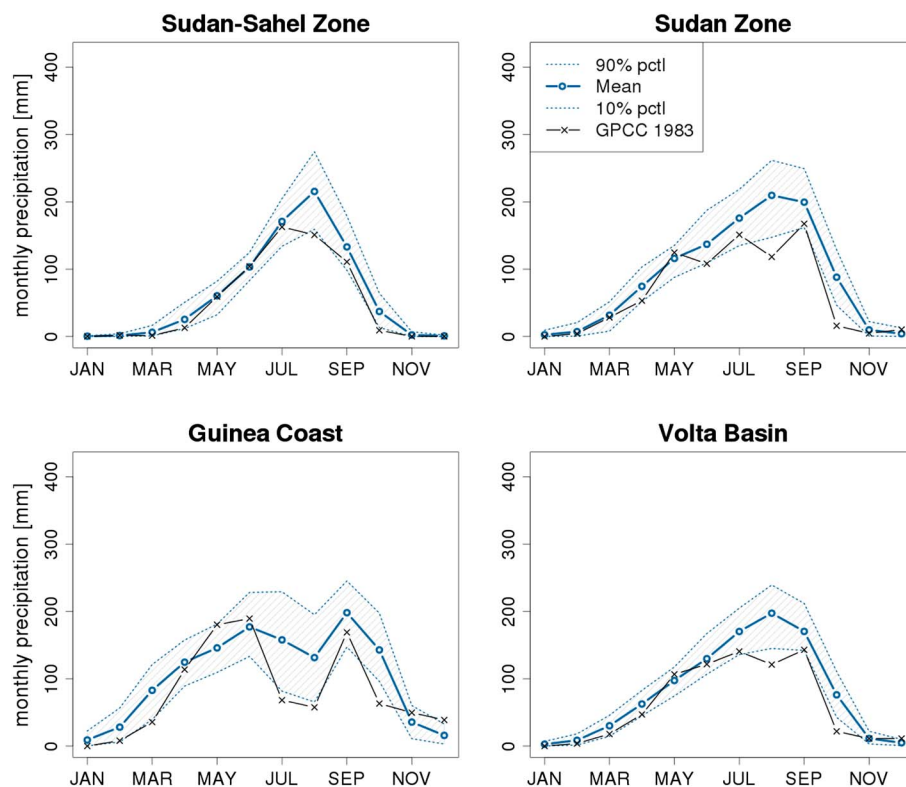 Sudan-Sahel Zone
monthly precipitation [mm]
0 100 200 300 400
JAN MAR MAY JUL SEP NOV
Sudan Zone
90% pctl
Mean
10% pctl
GPCC 1983
0 100 200 300 400
JAN MAR MAY JUL SEP NOV
Guinea Coast
monthly precipitation [mm]
0 100 200 300 400
JAN MAR MAY JUL SEP NOV
Volta Basin
0 100 200 300 400
JAN MAR MAY JUL SEP NOV